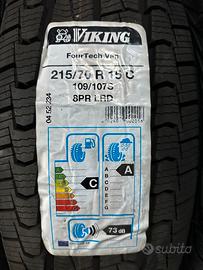 VIKING
FourTech Van
215/70 R 15 C
109/107S
8PR LRD
A
B
C
D
E
F
G
C
A
B
C
D
E
F
G
A
73 dB
subito